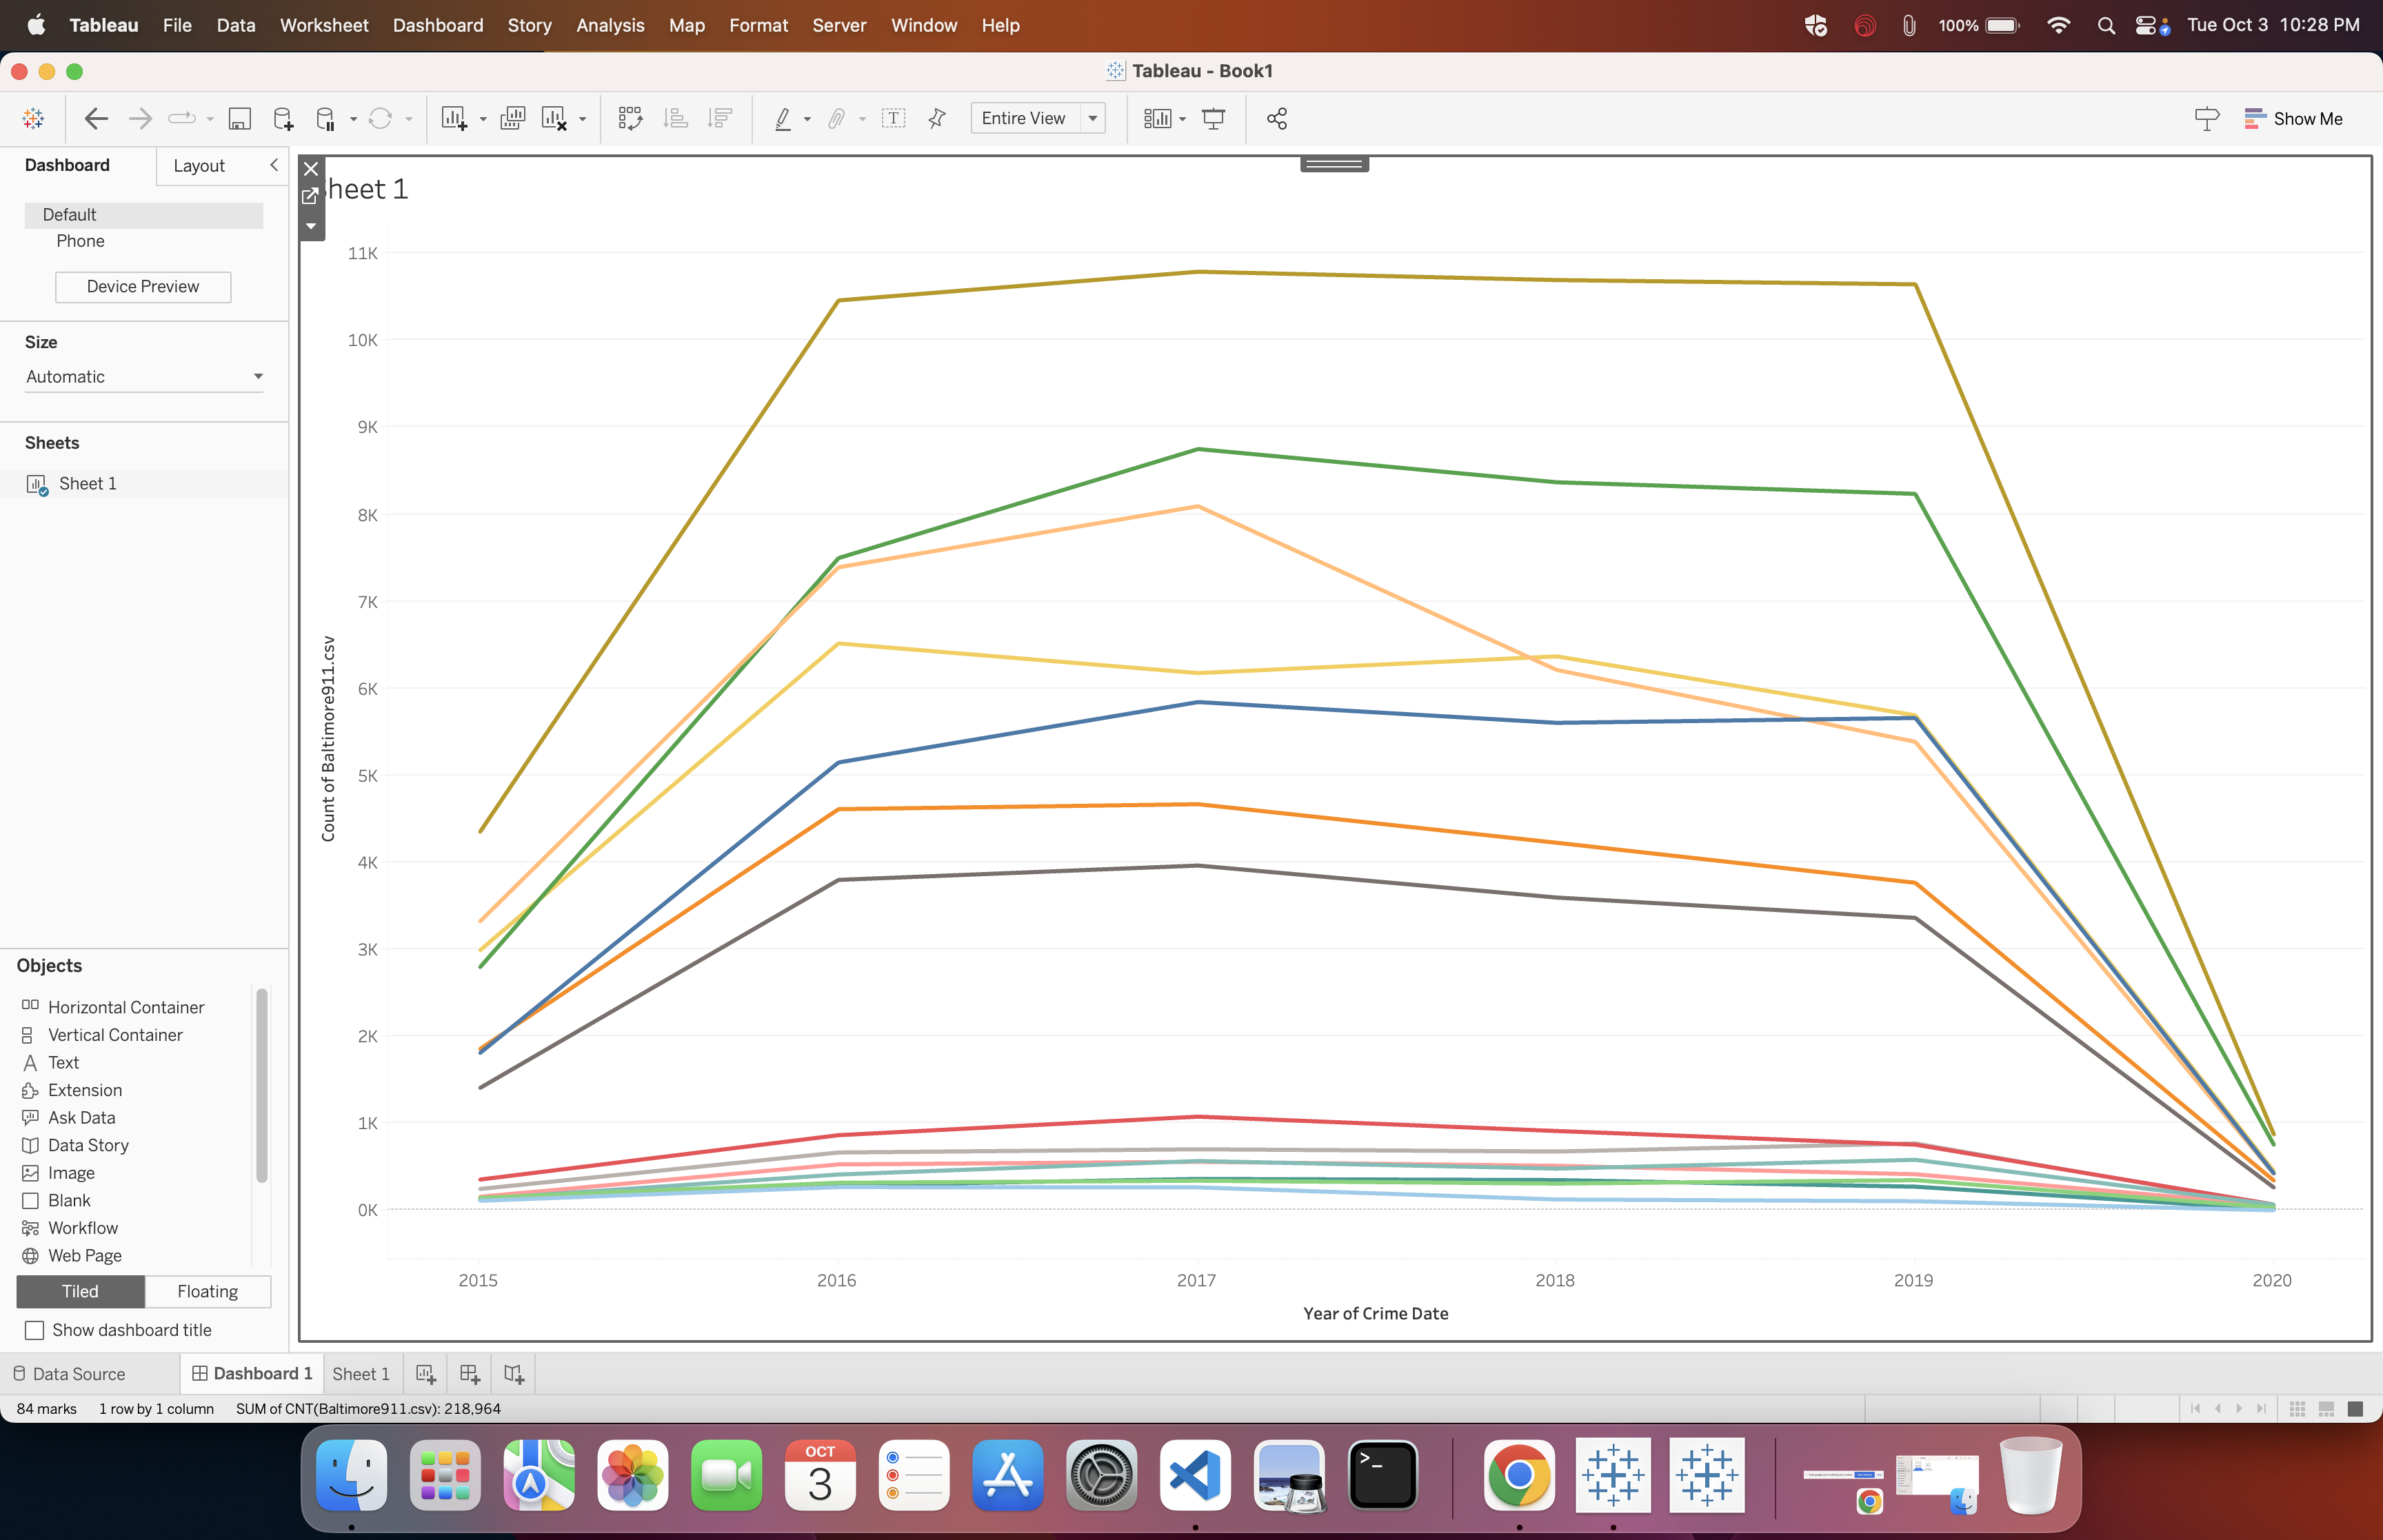 Tableau File Data Worksheet Dashboard Story Analysis Map Format Server Window Help 100% Tue Oct 3 10:28 PM
Tableau - Book1
Entire View Show Me
Dashboard Layout
Default
Phone
Device Preview
Size
Automatic
Sheets
Sheet 1
Objects
Horizontal Container
Vertical Container
Text
Extension
Ask Data
Data Story
Image
Blank
Workflow
Web Page
Tiled Floating
Show dashboard title
heet 1
11K
10K
9K
8K
7K
6K
5K
4K
3K
2K
1K
0K
Count of Baltimore911.csv
2015 2016 2017 2018 2019 2020
Year of Crime Date
Data Source Dashboard 1 Sheet 1
84 marks 1 row by 1 column SUM of CNT(Baltimore911.csv): 218,964
OCT
3